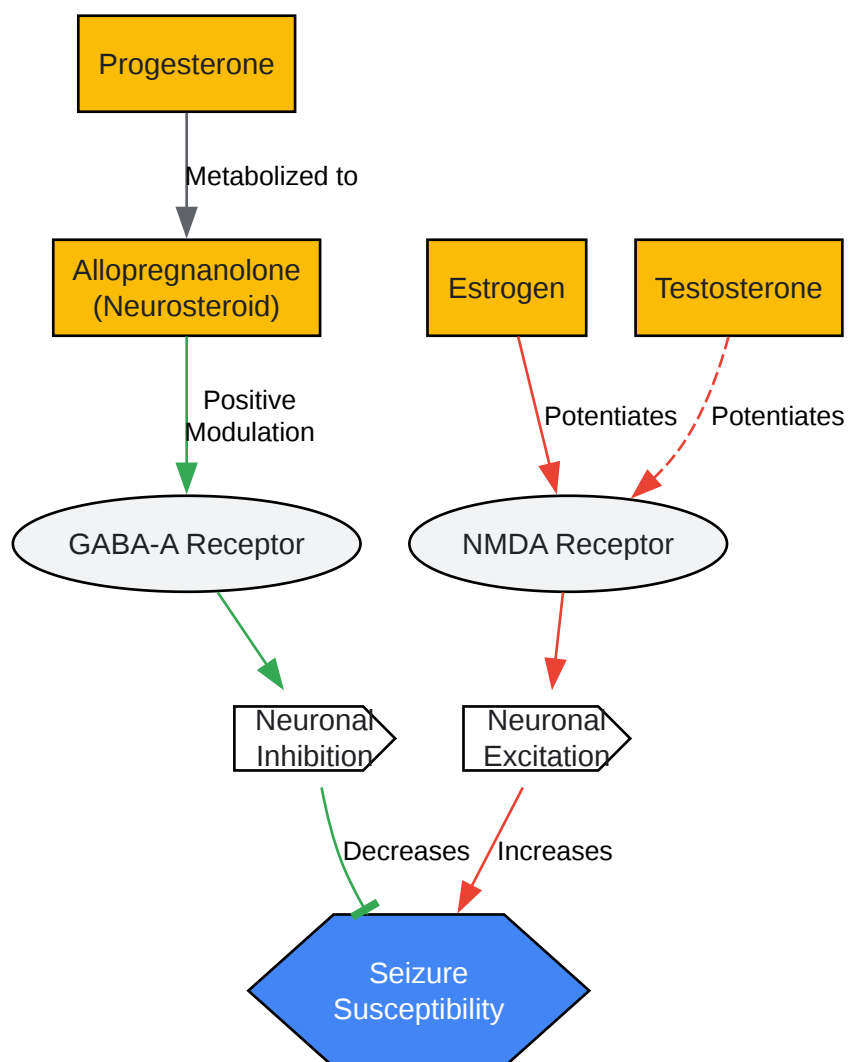 Progesterone
Metabolized to
Allopregnanolone
(Neurosteroid)
Estrogen
Testosterone
Positive
Modulation
Potentiates
Potentiates
GABA-A Receptor
NMDA Receptor
Neuronal
Inhibition
Neuronal
Excitation
Decreases
Increases
Seizure
Susceptibility